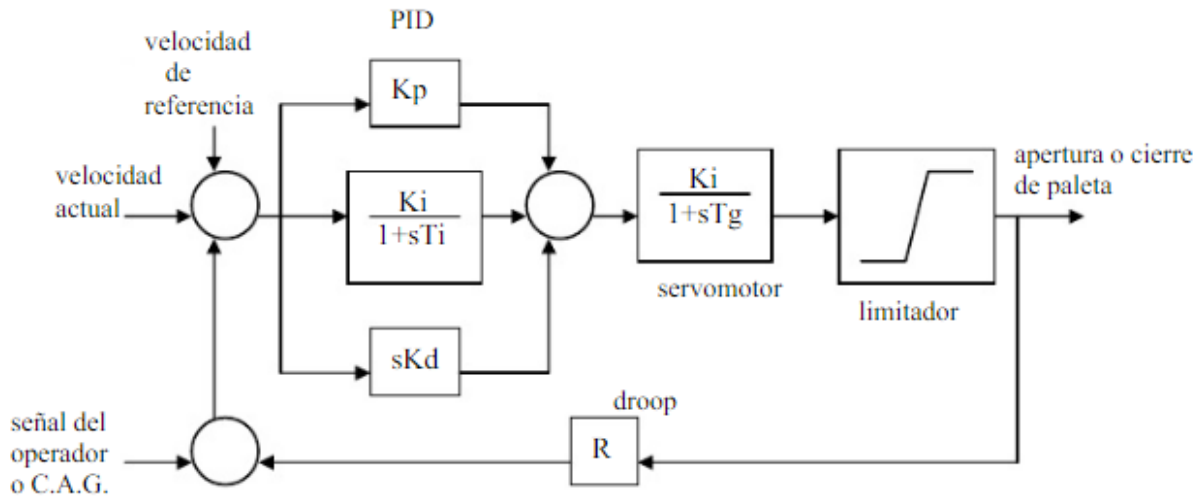 PID
velocidad
de
referencia
Kp
velocidad
actual
Ki
1+sTi
Ki
1+sTg
apertura o cierre
de paleta
servomotor
limitador
sKd
droop
señal del
operador
o C.A.G.
R